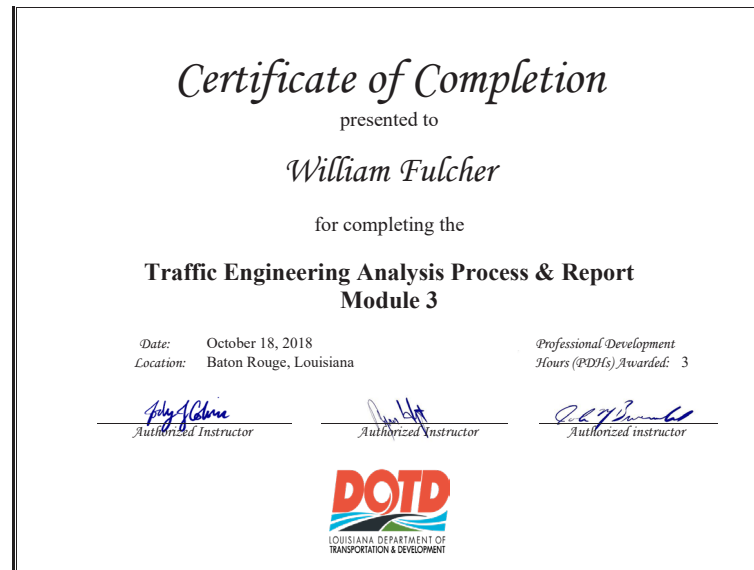 Certificate of Completion
presented to
William Fulcher
for completing the
Traffic Engineering Analysis Process & Report
Module 3
Date: October 18, 2018
Location: Baton Rouge, Louisiana
Professional Development
Hours (PDHs) Awarded: 3
Authorized Instructor
Authorized Instructor
Authorized instructor
DOTD
LOUISIANA DEPARTMENT OF
TRANSPORTATION & DEVELOPMENT